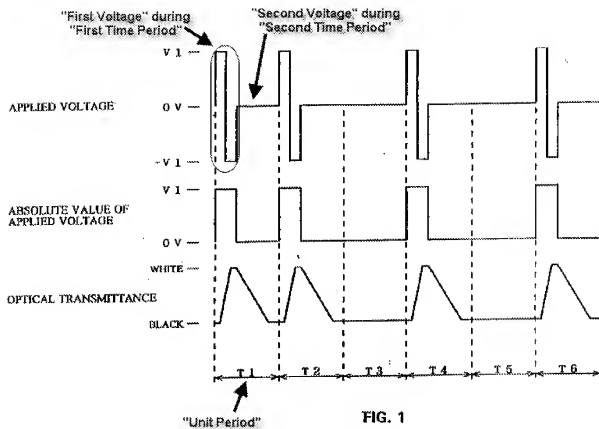 "First Voltage" during
"First Time Period"
"Second Voltage" during
"Second Time Period"
V 1
APPLIED VOLTAGE
0 V
-V 1
V 1
ABSOLUTE VALUE OF
APPLIED VOLTAGE
0 V
WHITE
OPTICAL TRANSMITTANCE
BLACK
T 1
T 2
T 3
T 4
T 5
T 6
"Unit Period"
FIG. 1